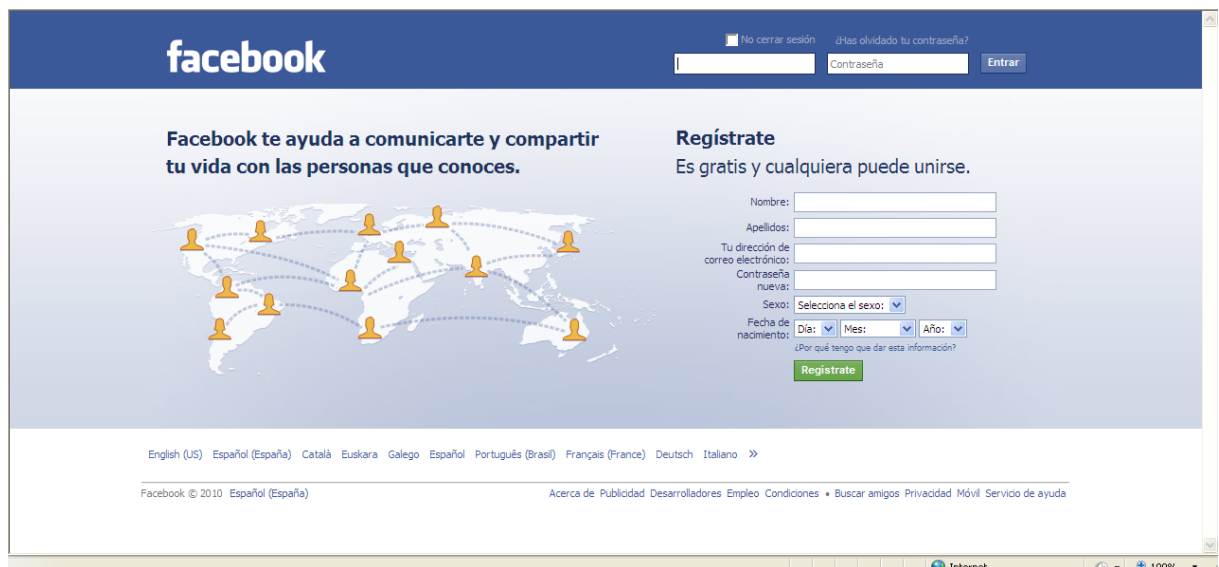 facebook
No cerrar sesión ¿Has olvidado tu contraseña?
Contraseña Entrar
Facebook te ayuda a comunicarte y compartir
tu vida con las personas que conoces.
Regístrate
Es gratis y cualquiera puede unirse.
Nombre:
Apellidos:
Tu dirección de
correo electrónico:
Contraseña
nueva:
Sexo: Selecciona el sexo:
Fecha de
nacimiento: Día: Mes: Año:
¿Por qué tengo que dar esta información?
Regístrate
English (US) Español (España) Català Euskara Galego Español Português (Brasil) Français (France) Deutsch Italiano »
Facebook © 2010 Español (España) Acerca de Publicidad Desarrolladores Empleo Condiciones • Buscar amigos Privacidad Móvil Servicio de ayuda
Internet 100%